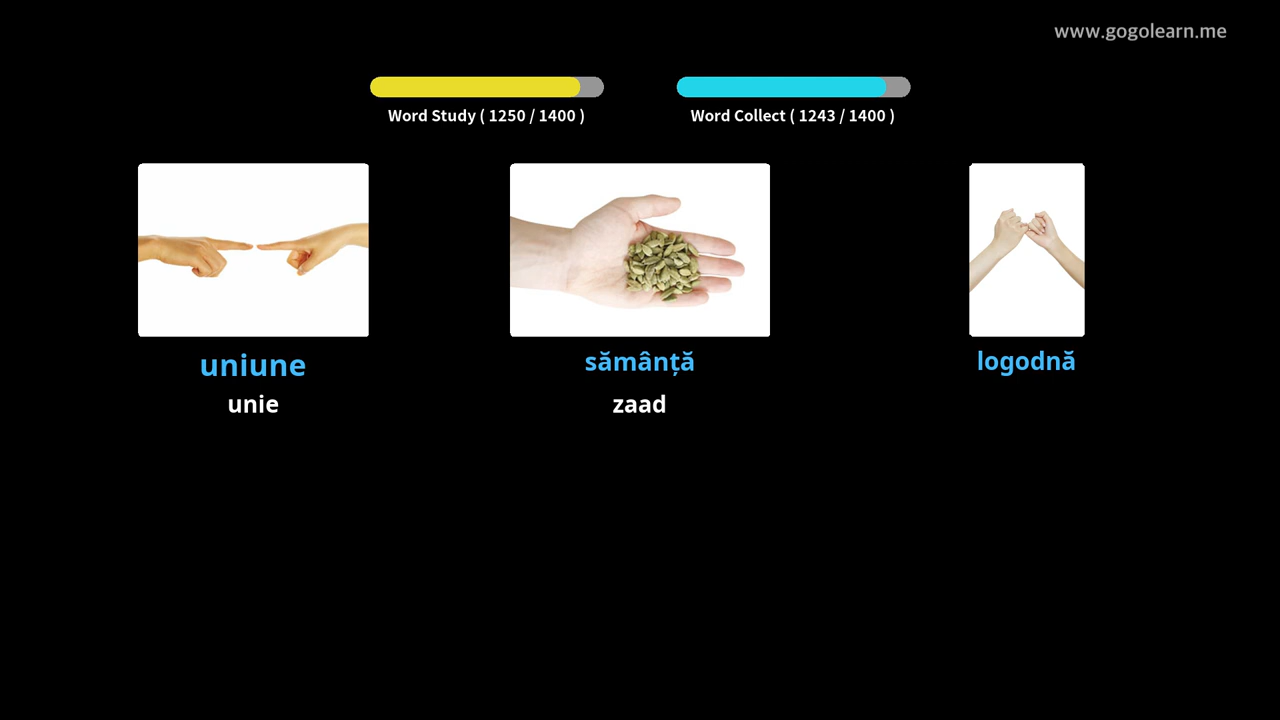 www.gogolearn.me
Word Study ( 1250 / 1400 )
Word Collect ( 1243 / 1400 )
uniune
unie
sămânță
zaad
logodnă